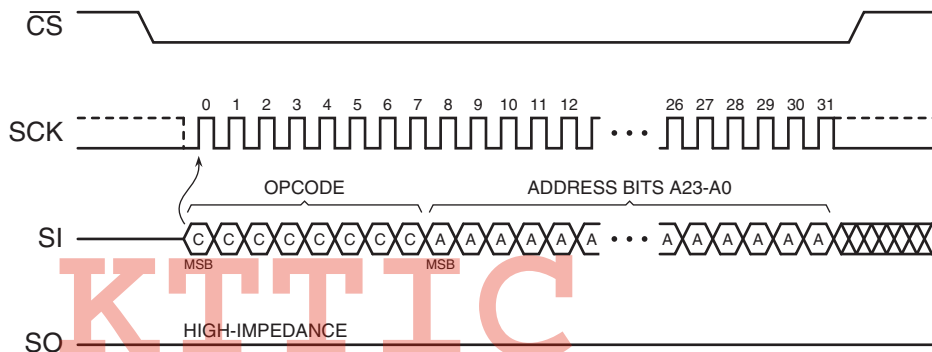 CS
0 1 2 3 4 5 6 7 8 9 10 11 12 26 27 28 29 30 31
SCK
OPCODE ADDRESS BITS A23-A0
SI C C C C C C C C A A A A A A A A A A A A
MSB MSB
KTTIC
HIGH-IMPEDANCE
SO